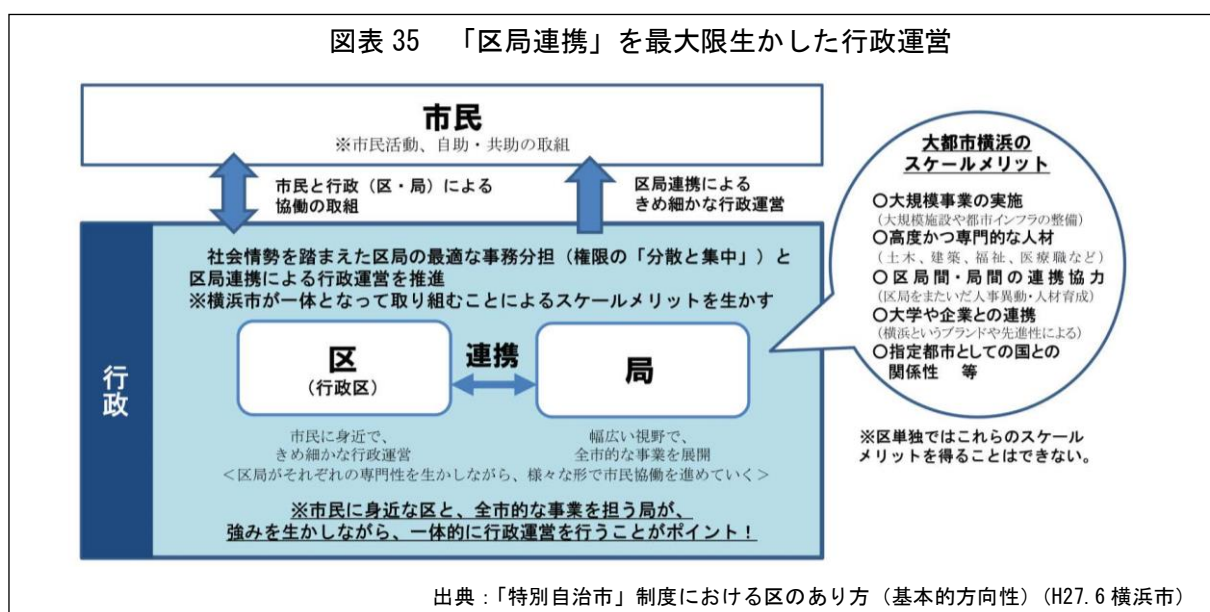 図表 35　「区局連携」を最大限生かした行政運営
市民
※市民活動、自助・共助の取組
市民と行政（区・局）による
協働の取組
区局連携による
きめ細かな行政運営
行政
社会情勢を踏まえた区局の最適な事務分担（権限の「分散と集中」）と
区局連携による行政運営を推進
※横浜市が一体となって取り組むことによるスケールメリットを生かす
区
（行政区）
連携
局
市民に身近で、
きめ細かな行政運営
幅広い視野で、
全市的な事業を展開
＜区局がそれぞれの専門性を生かしながら、様々な形で市民協働を進めていく＞
※市民に身近な区と、全市的な事業を担う局が、
強みを生かしながら、一体的に行政運営を行うことがポイント！
大都市横浜の
スケールメリット
○大規模事業の実施
（大規模施設や都市インフラの整備）
○高度かつ専門的な人材
（土木、建築、福祉、医療職など）
○区局間・局間の連携協力
（区局をまたいだ人事異動・人材育成）
○大学や企業との連携
（横浜というブランドや先進性による）
○指定都市としての国との
関係性　等
※区単独ではこれらのスケール
メリットを得ることはできない。
出典：「特別自治市」制度における区のあり方（基本的方向性）（H27.6 横浜市）